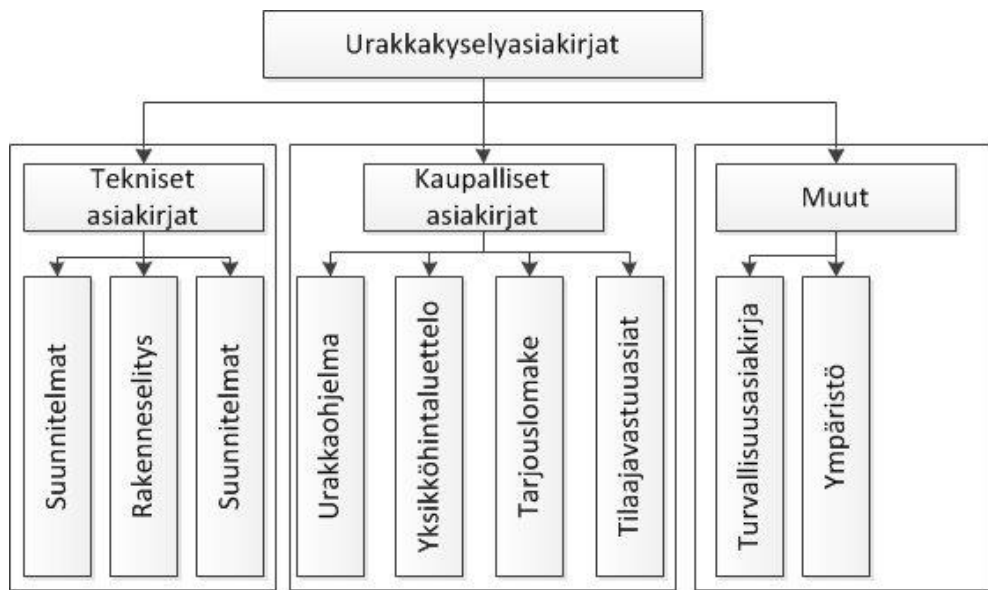 Urakkakyselyasiakirjat
Tekniset
asiakirjat
Kaupalliset
asiakirjat
Muut
Suunnitelmat
Rakenneselitys
Suunnitelmat
Urakkaohjelma
Yksikköhintaluettelo
Tarjouslomake
Tilaajavastuuasiat
Turvallisuusasiakirja
Ympäristö